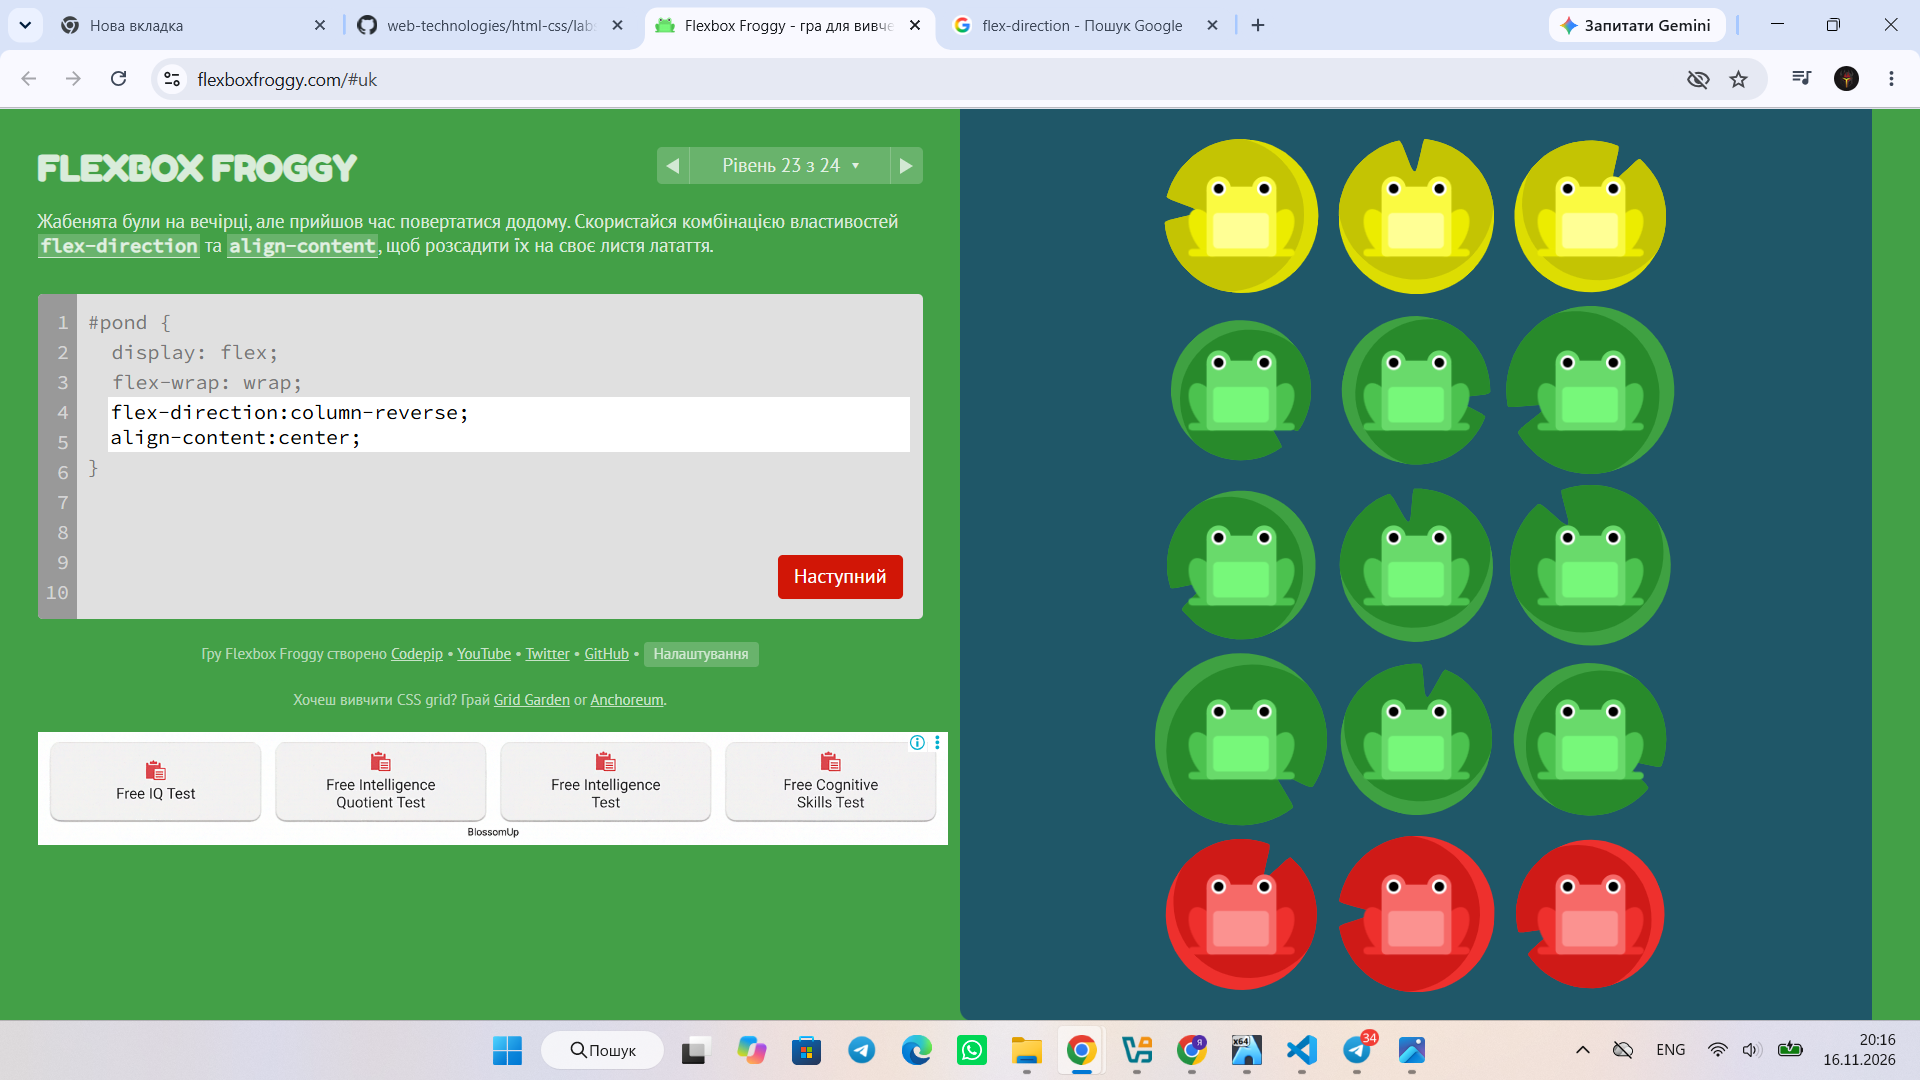 Нова вкладка
web-technologies/html-css/lab
Flexbox Froggy - гра для вивче
flex-direction - Пошук Google
Запитати Gemini
flexboxfroggy.com/#uk
FLEXBOX FROGGY
Рівень 23 з 24
Жабенята були на вечірці, але прийшов час повертатися додому. Скористайся комбінацією властивостей
flex-direction та align-content, щоб розсадити їх на своє листя латаття.
1 #pond {
2 display: flex;
3 flex-wrap: wrap;
4 flex-direction:column-reverse;
5 align-content:center;
6 }
7
8
9
10
Наступний
Гру Flexbox Froggy створено Codepip • YouTube • Twitter • GitHub • Налаштування
Хочеш вивчити CSS grid? Грай Grid Garden or Anchoreum.
Free IQ Test
Free Intelligence
Quotient Test
Free Intelligence
Test
Free Cognitive
Skills Test
BlossomUp
Пошук
Я
x64
34
ENG
20:16
16.11.2026